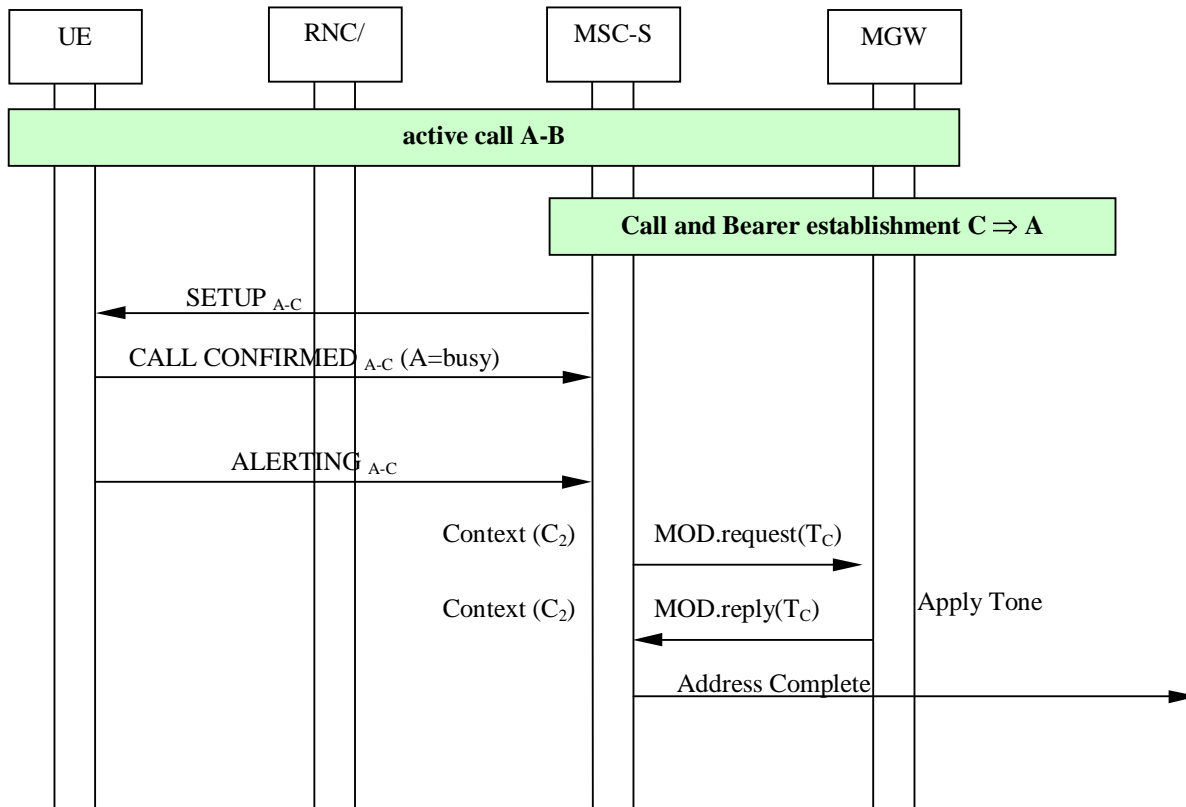 UE
RNC/
MSC-S
MGW
active call A-B
Call and Bearer establishment C ⇒ A
SETUP A-C
CALL CONFIRMED A-C (A=busy)
ALERTING A-C
Context (C2)
MOD.request(TC)
Context (C2)
MOD.reply(TC)
Apply Tone
Address Complete